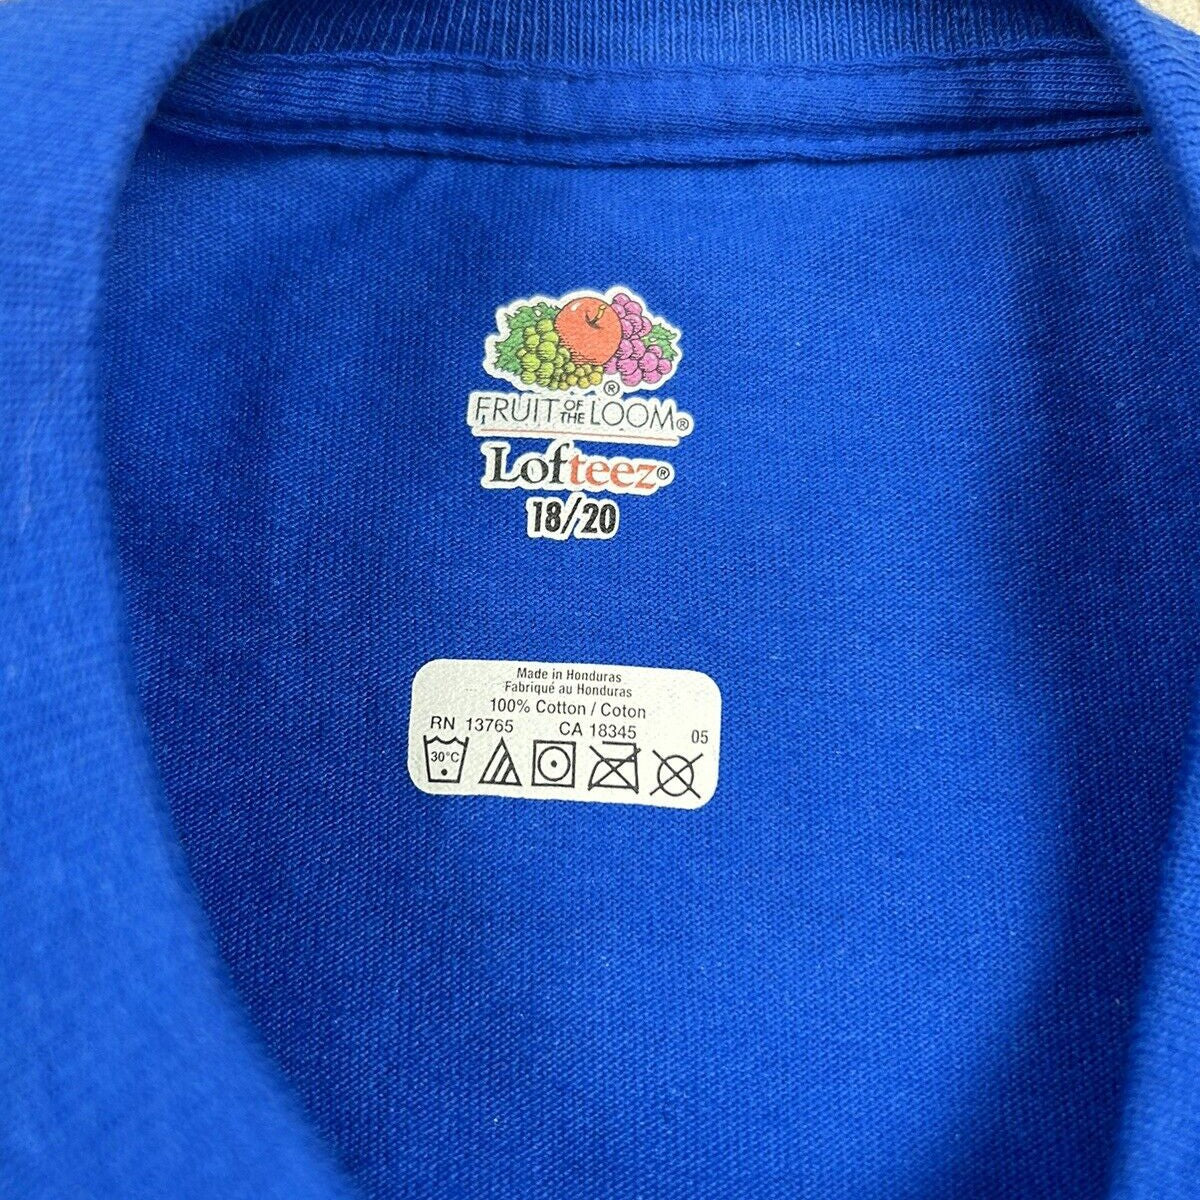 ®
FRUIT OF THE LOOM®
Lofteez®
18/20
Made in Honduras
Fabriqué au Honduras
100% Cotton / Coton
RN 13765 CA 18345 05
30°C